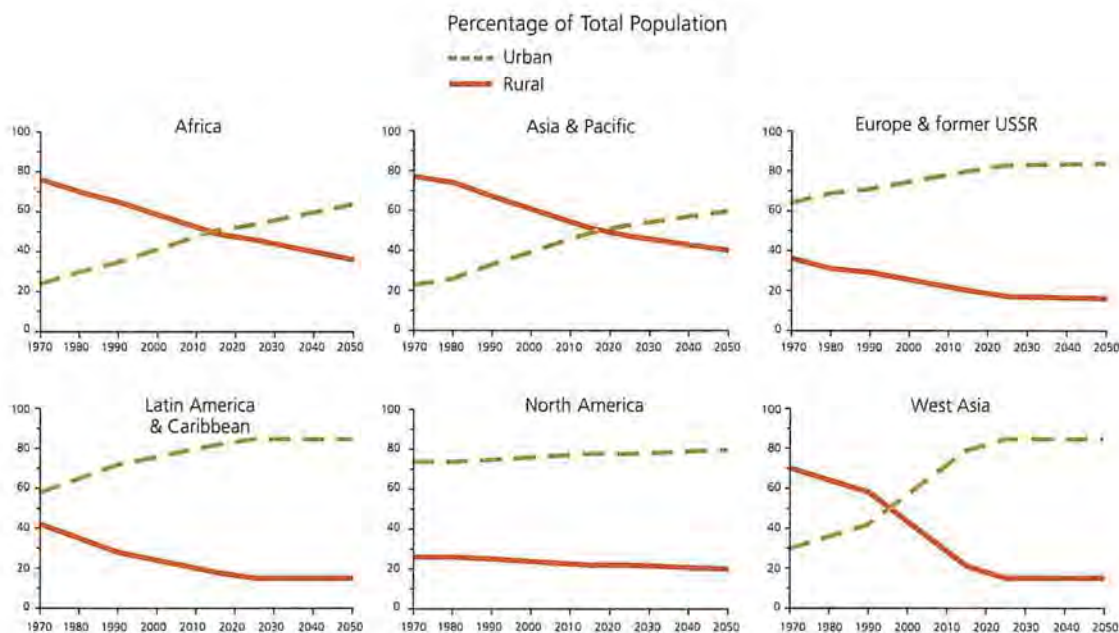 Percentage of Total Population
Urban
Rural
Africa
100
80
60
40
20
0
1970 1980 1990 2000 2010 2020 2030 2040 2050
Asia & Pacific
100
80
60
40
20
0
1970 1980 1990 2000 2010 2020 2030 2040 2050
Europe & former USSR
100
80
60
40
20
0
1970 1980 1990 2000 2010 2020 2030 2040 2050
Latin America
& Caribbean
100
80
60
40
20
0
1970 1980 1990 2000 2010 2020 2030 2040 2050
North America
100
80
60
40
20
0
1970 1980 1990 2000 2010 2020 2030 2040 2050
West Asia
100
80
60
40
20
0
1970 1980 1990 2000 2010 2020 2030 2040 2050